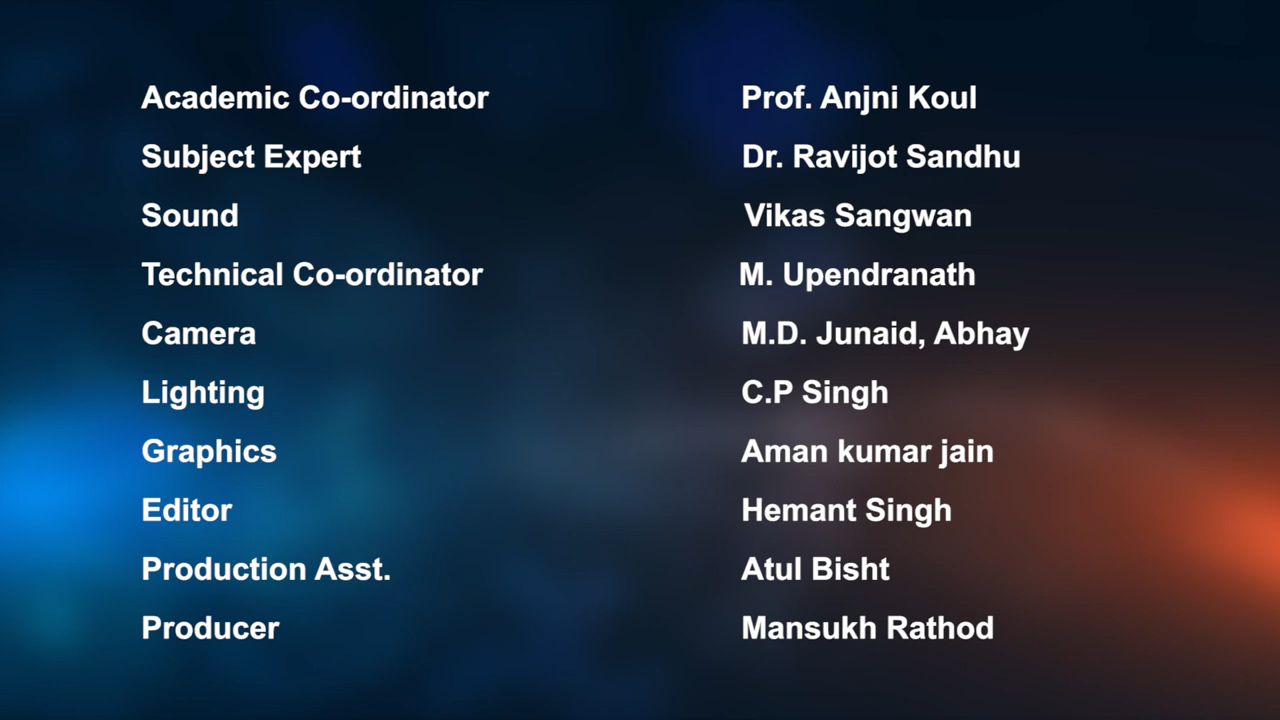 Academic Co-ordinator Prof. Anjni Koul
Subject Expert Dr. Ravijot Sandhu
Sound Vikas Sangwan
Technical Co-ordinator M. Upendranath
Camera M.D. Junaid, Abhay
Lighting C.P Singh
Graphics Aman kumar jain
Editor Hemant Singh
Production Asst. Atul Bisht
Producer Mansukh Rathod